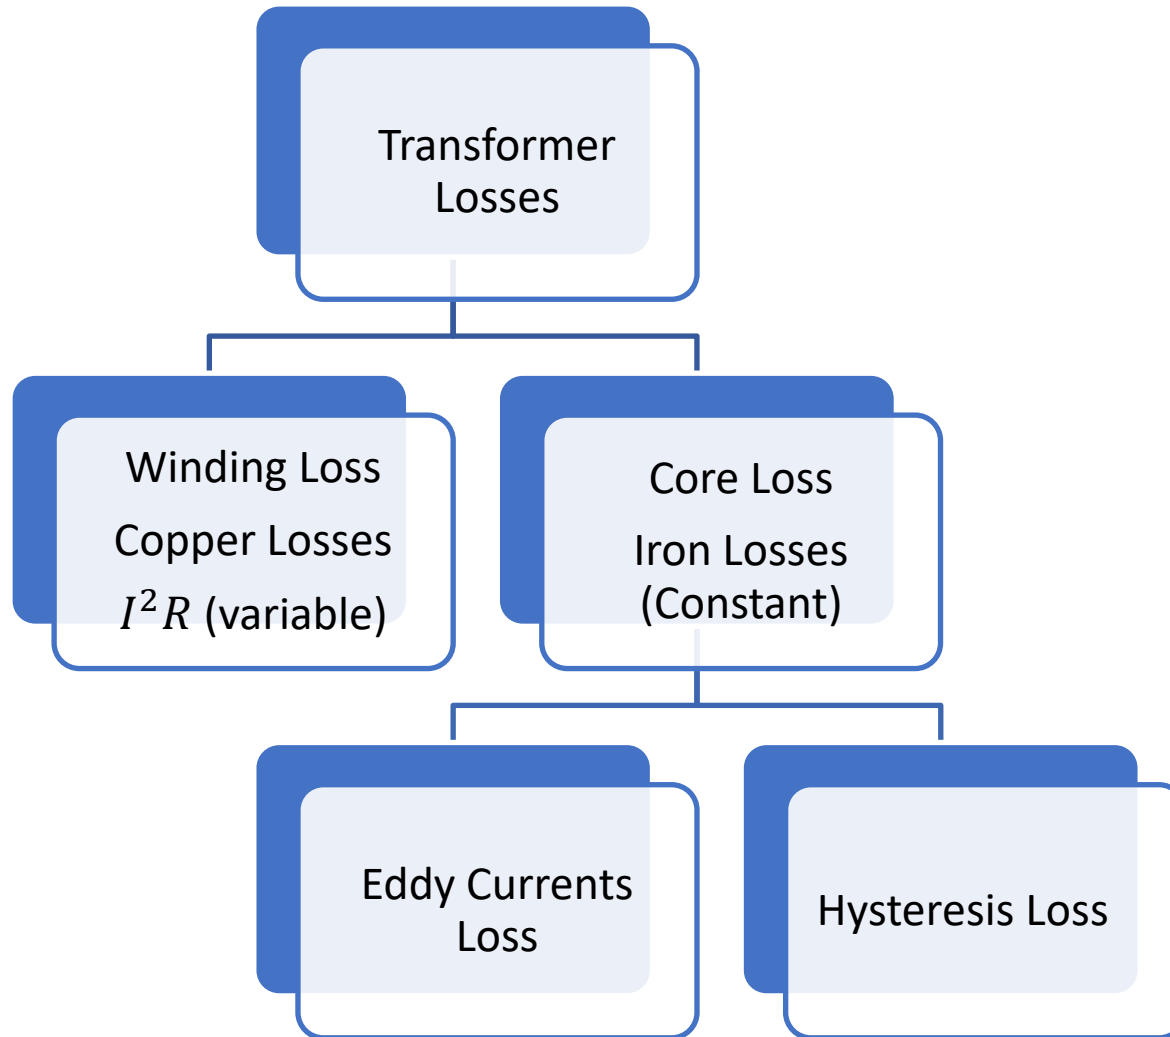 Transformer
Losses
Winding Loss
Copper Losses
I²R (variable)
Core Loss
Iron Losses
(Constant)
Eddy Currents
Loss
Hysteresis Loss